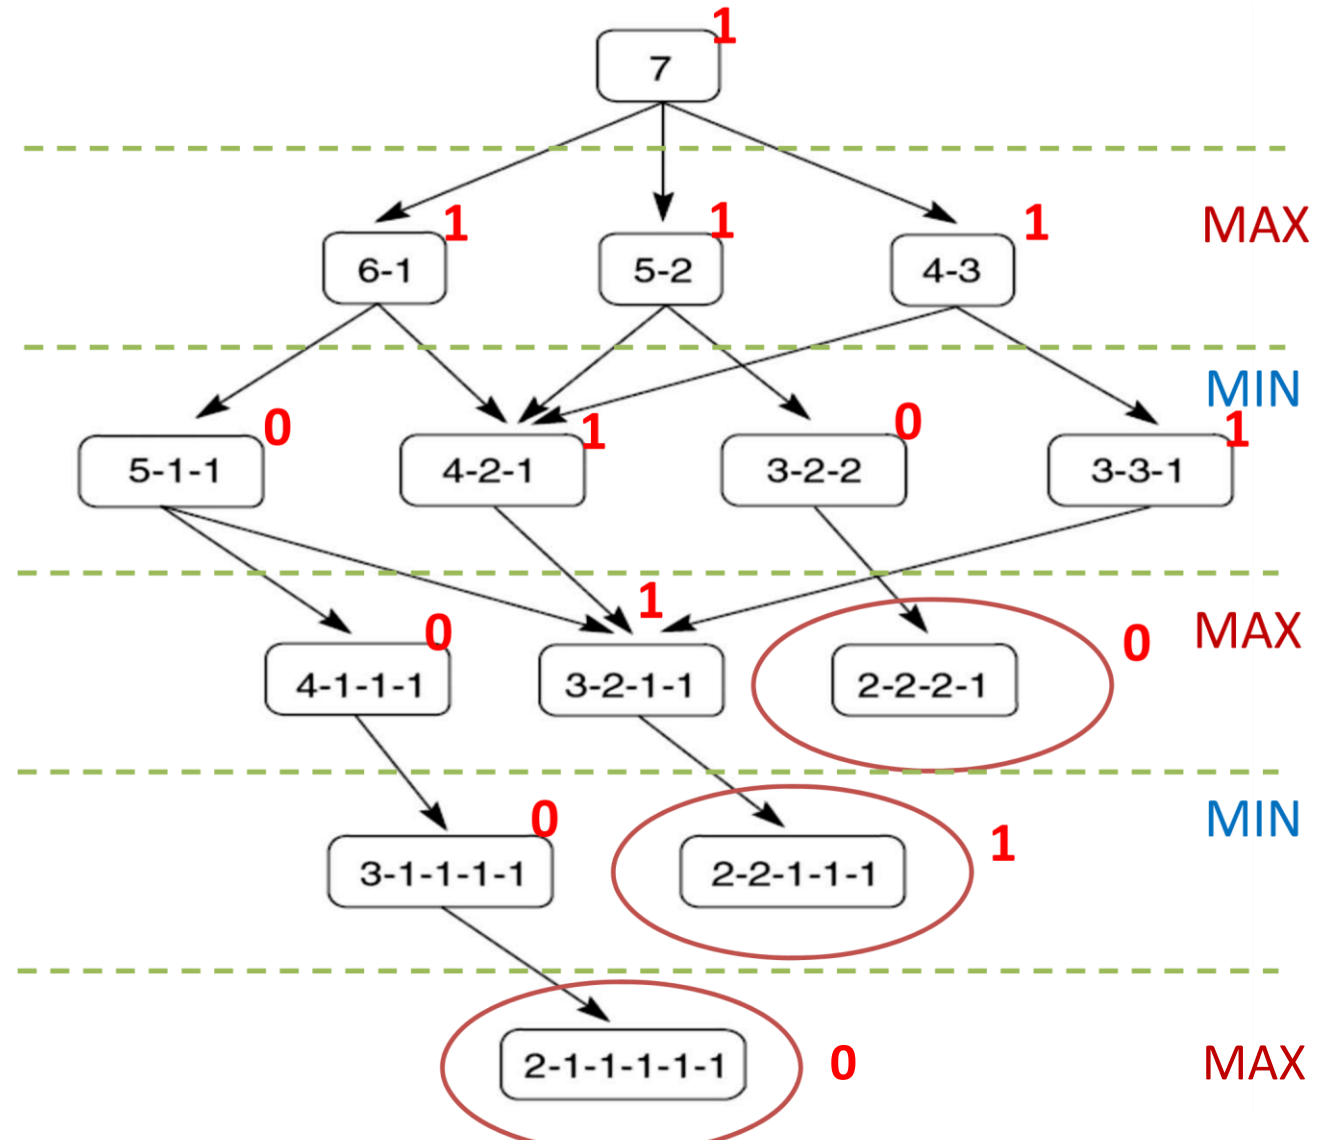 1
7
1 1 1 MAX
6-1 5-2 4-3
MIN
0 1 0 1
5-1-1 4-2-1 3-2-2 3-3-1
1
0 0 MAX
4-1-1-1 3-2-1-1 2-2-2-1
0 MIN
1
3-1-1-1-1 2-2-1-1-1
2-1-1-1-1-1 0 MAX